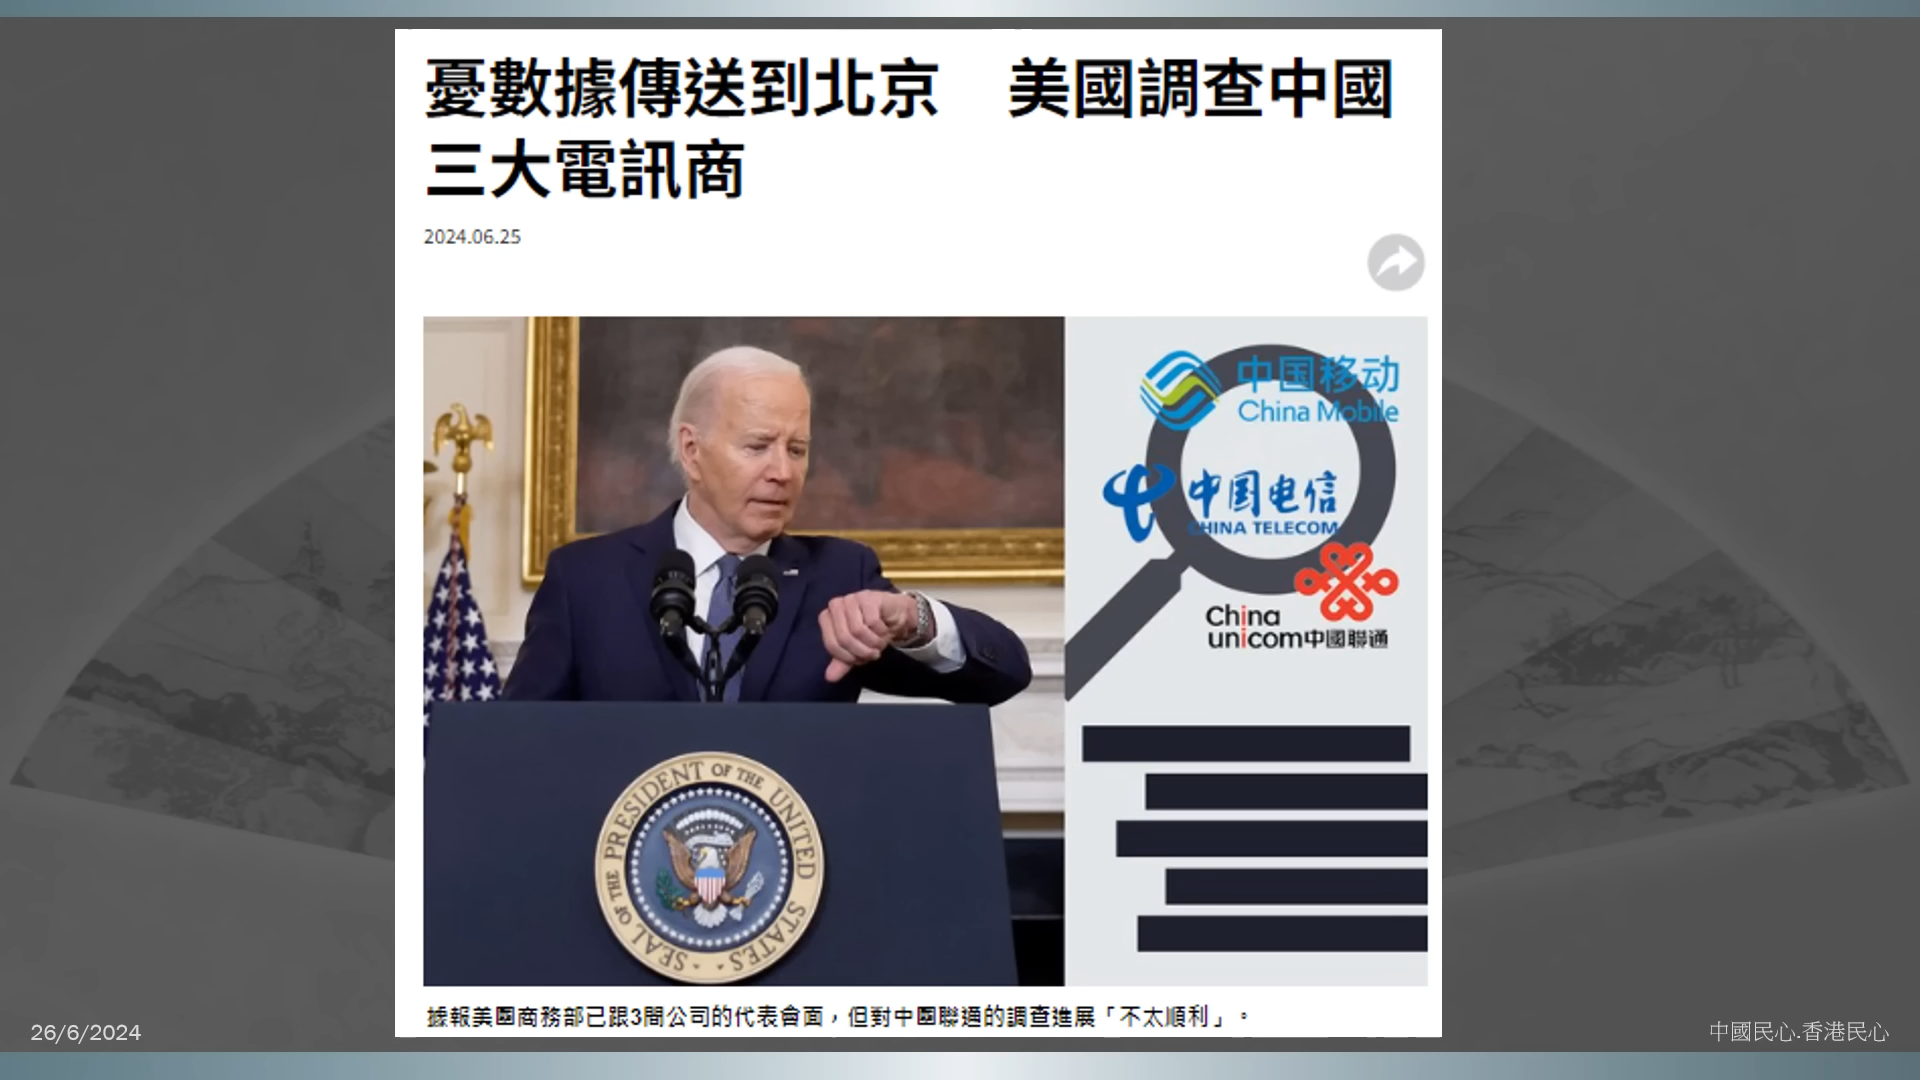 憂數據傳送到北京　美國調查中國
三大電訊商
2024.06.25
中国移动
China Mobile
中国电信
CHINA TELECOM
China
unicom中國聯通
SEAL OF THE PRESIDENT OF THE UNITED STATES
據報美國商務部已跟3間公司的代表會面，但對中國聯通的調查進展「不太順利」。
26/6/2024
中國民心.香港民心